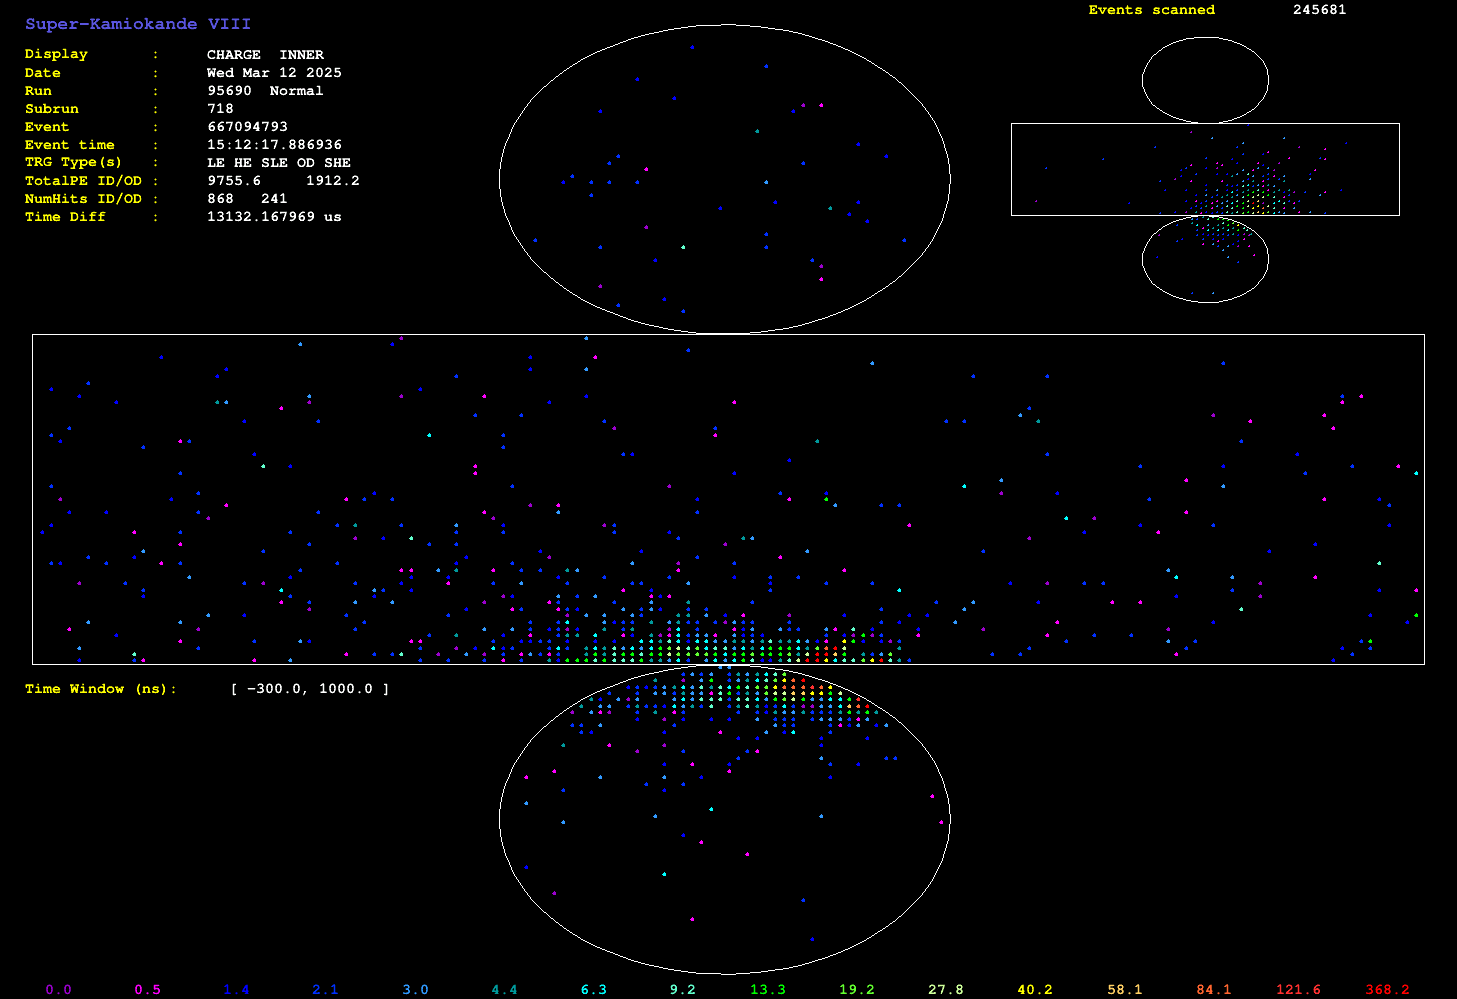 Super-Kamiokande VIII
Events scanned 245681
Display : CHARGE INNER
Date : Wed Mar 12 2025
Run : 95690 Normal
Subrun : 718
Event : 667094793
Event time : 15:12:17.886936
TRG Type(s) : LE HE SLE OD SHE
TotalPE ID/OD : 9755.6 1912.2
NumHits ID/OD : 868 241
Time Diff : 13132.167969 us
Time Window (ns): [ -300.0, 1000.0 ]
0.0 0.5 1.4 2.1 3.0 4.4 6.3 9.2 13.3 19.2 27.8 40.2 58.1 84.1 121.6 368.2